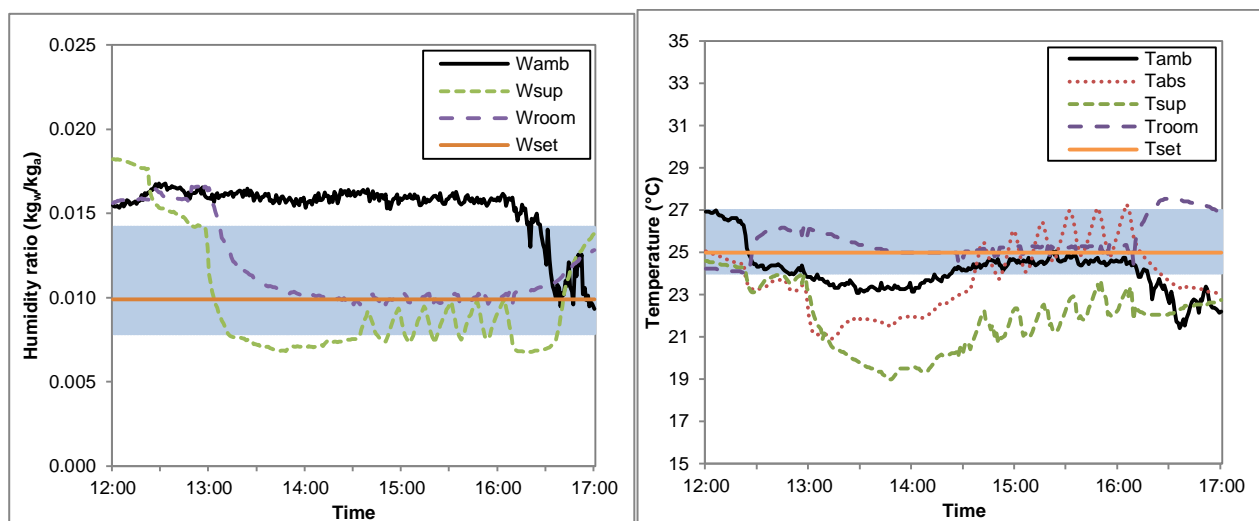 Humidity ratio (kgw/kga)
0.025
0.020
0.015
0.010
0.005
0.000
12:00 13:00 14:00 15:00 16:00 17:00
Time
Wamb
Wsup
Wroom
Wset
Temperature (°C)
35
33
31
29
27
25
23
21
19
17
15
12:00 13:00 14:00 15:00 16:00 17:00
Time
Tamb
Tabs
Tsup
Troom
Tset